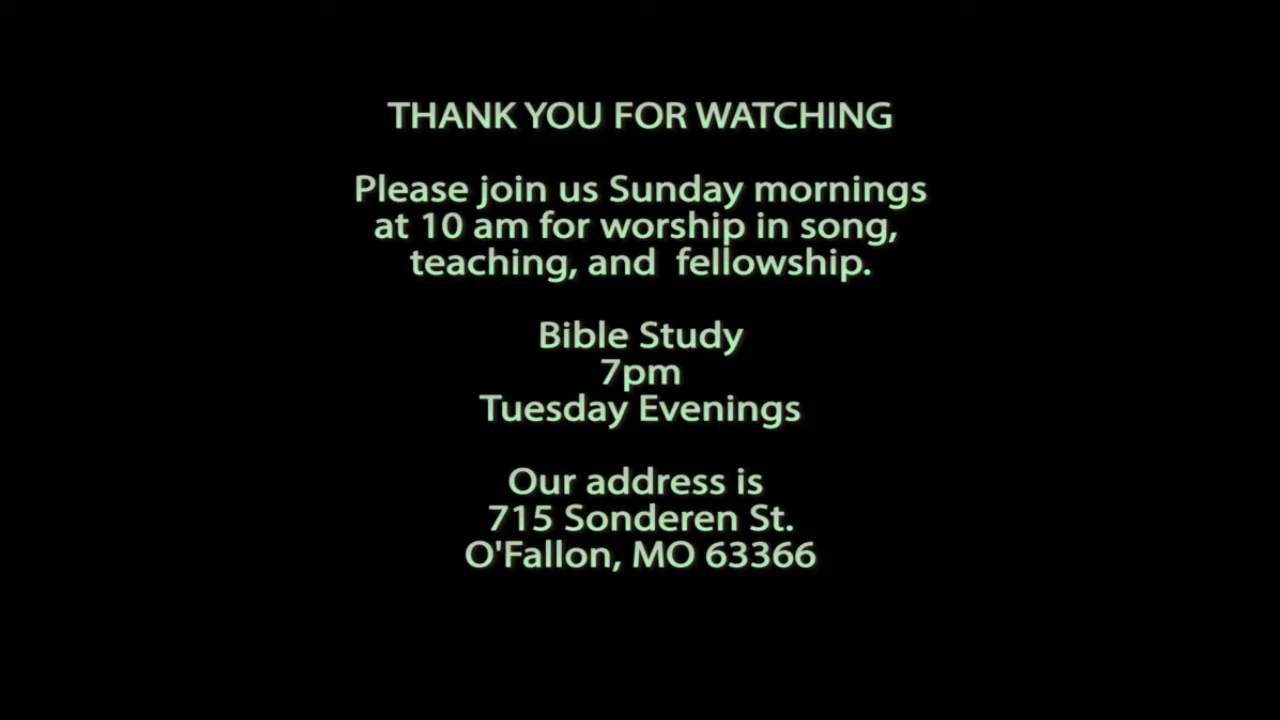 THANK YOU FOR WATCHING
Please join us Sunday mornings
at 10 am for worship in song,
teaching, and  fellowship.
Bible Study
7pm
Tuesday Evenings
Our address is
715 Sonderen St.
O'Fallon, MO 63366